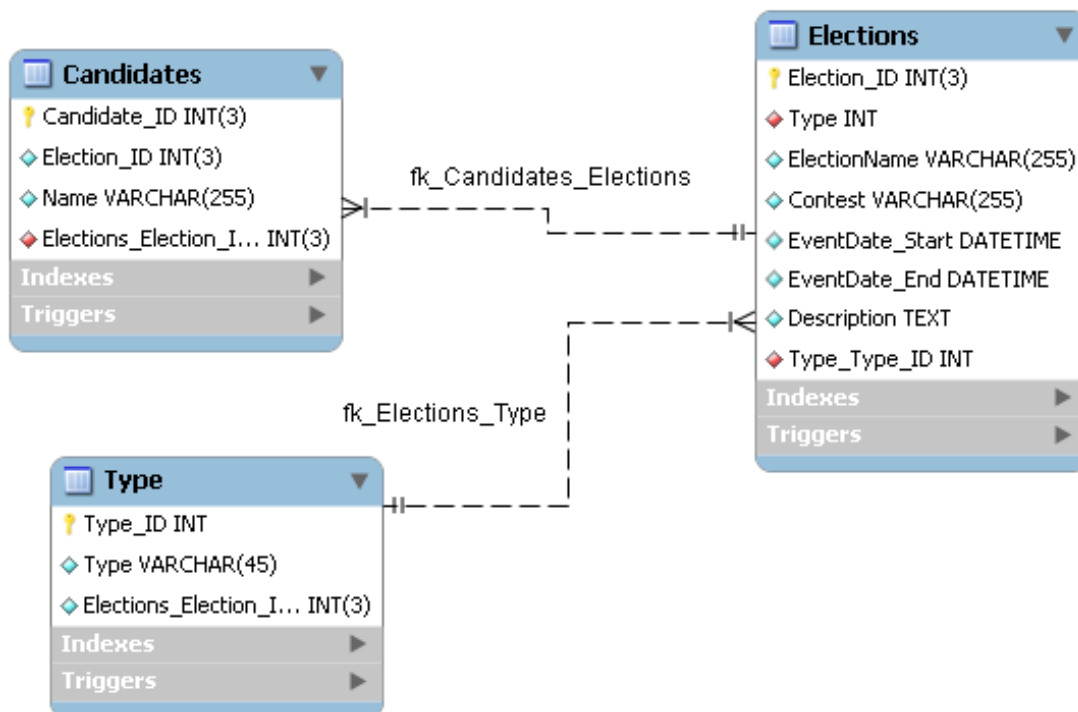 Candidates
Candidate_ID INT(3)
Election_ID INT(3)
Name VARCHAR(255)
Elections_Election_I... INT(3)
Indexes
Triggers
fk_Candidates_Elections
Elections
Election_ID INT(3)
Type INT
ElectionName VARCHAR(255)
Contest VARCHAR(255)
EventDate_Start DATETIME
EventDate_End DATETIME
Description TEXT
Type_Type_ID INT
Indexes
Triggers
fk_Elections_Type
Type
Type_ID INT
Type VARCHAR(45)
Elections_Election_I... INT(3)
Indexes
Triggers